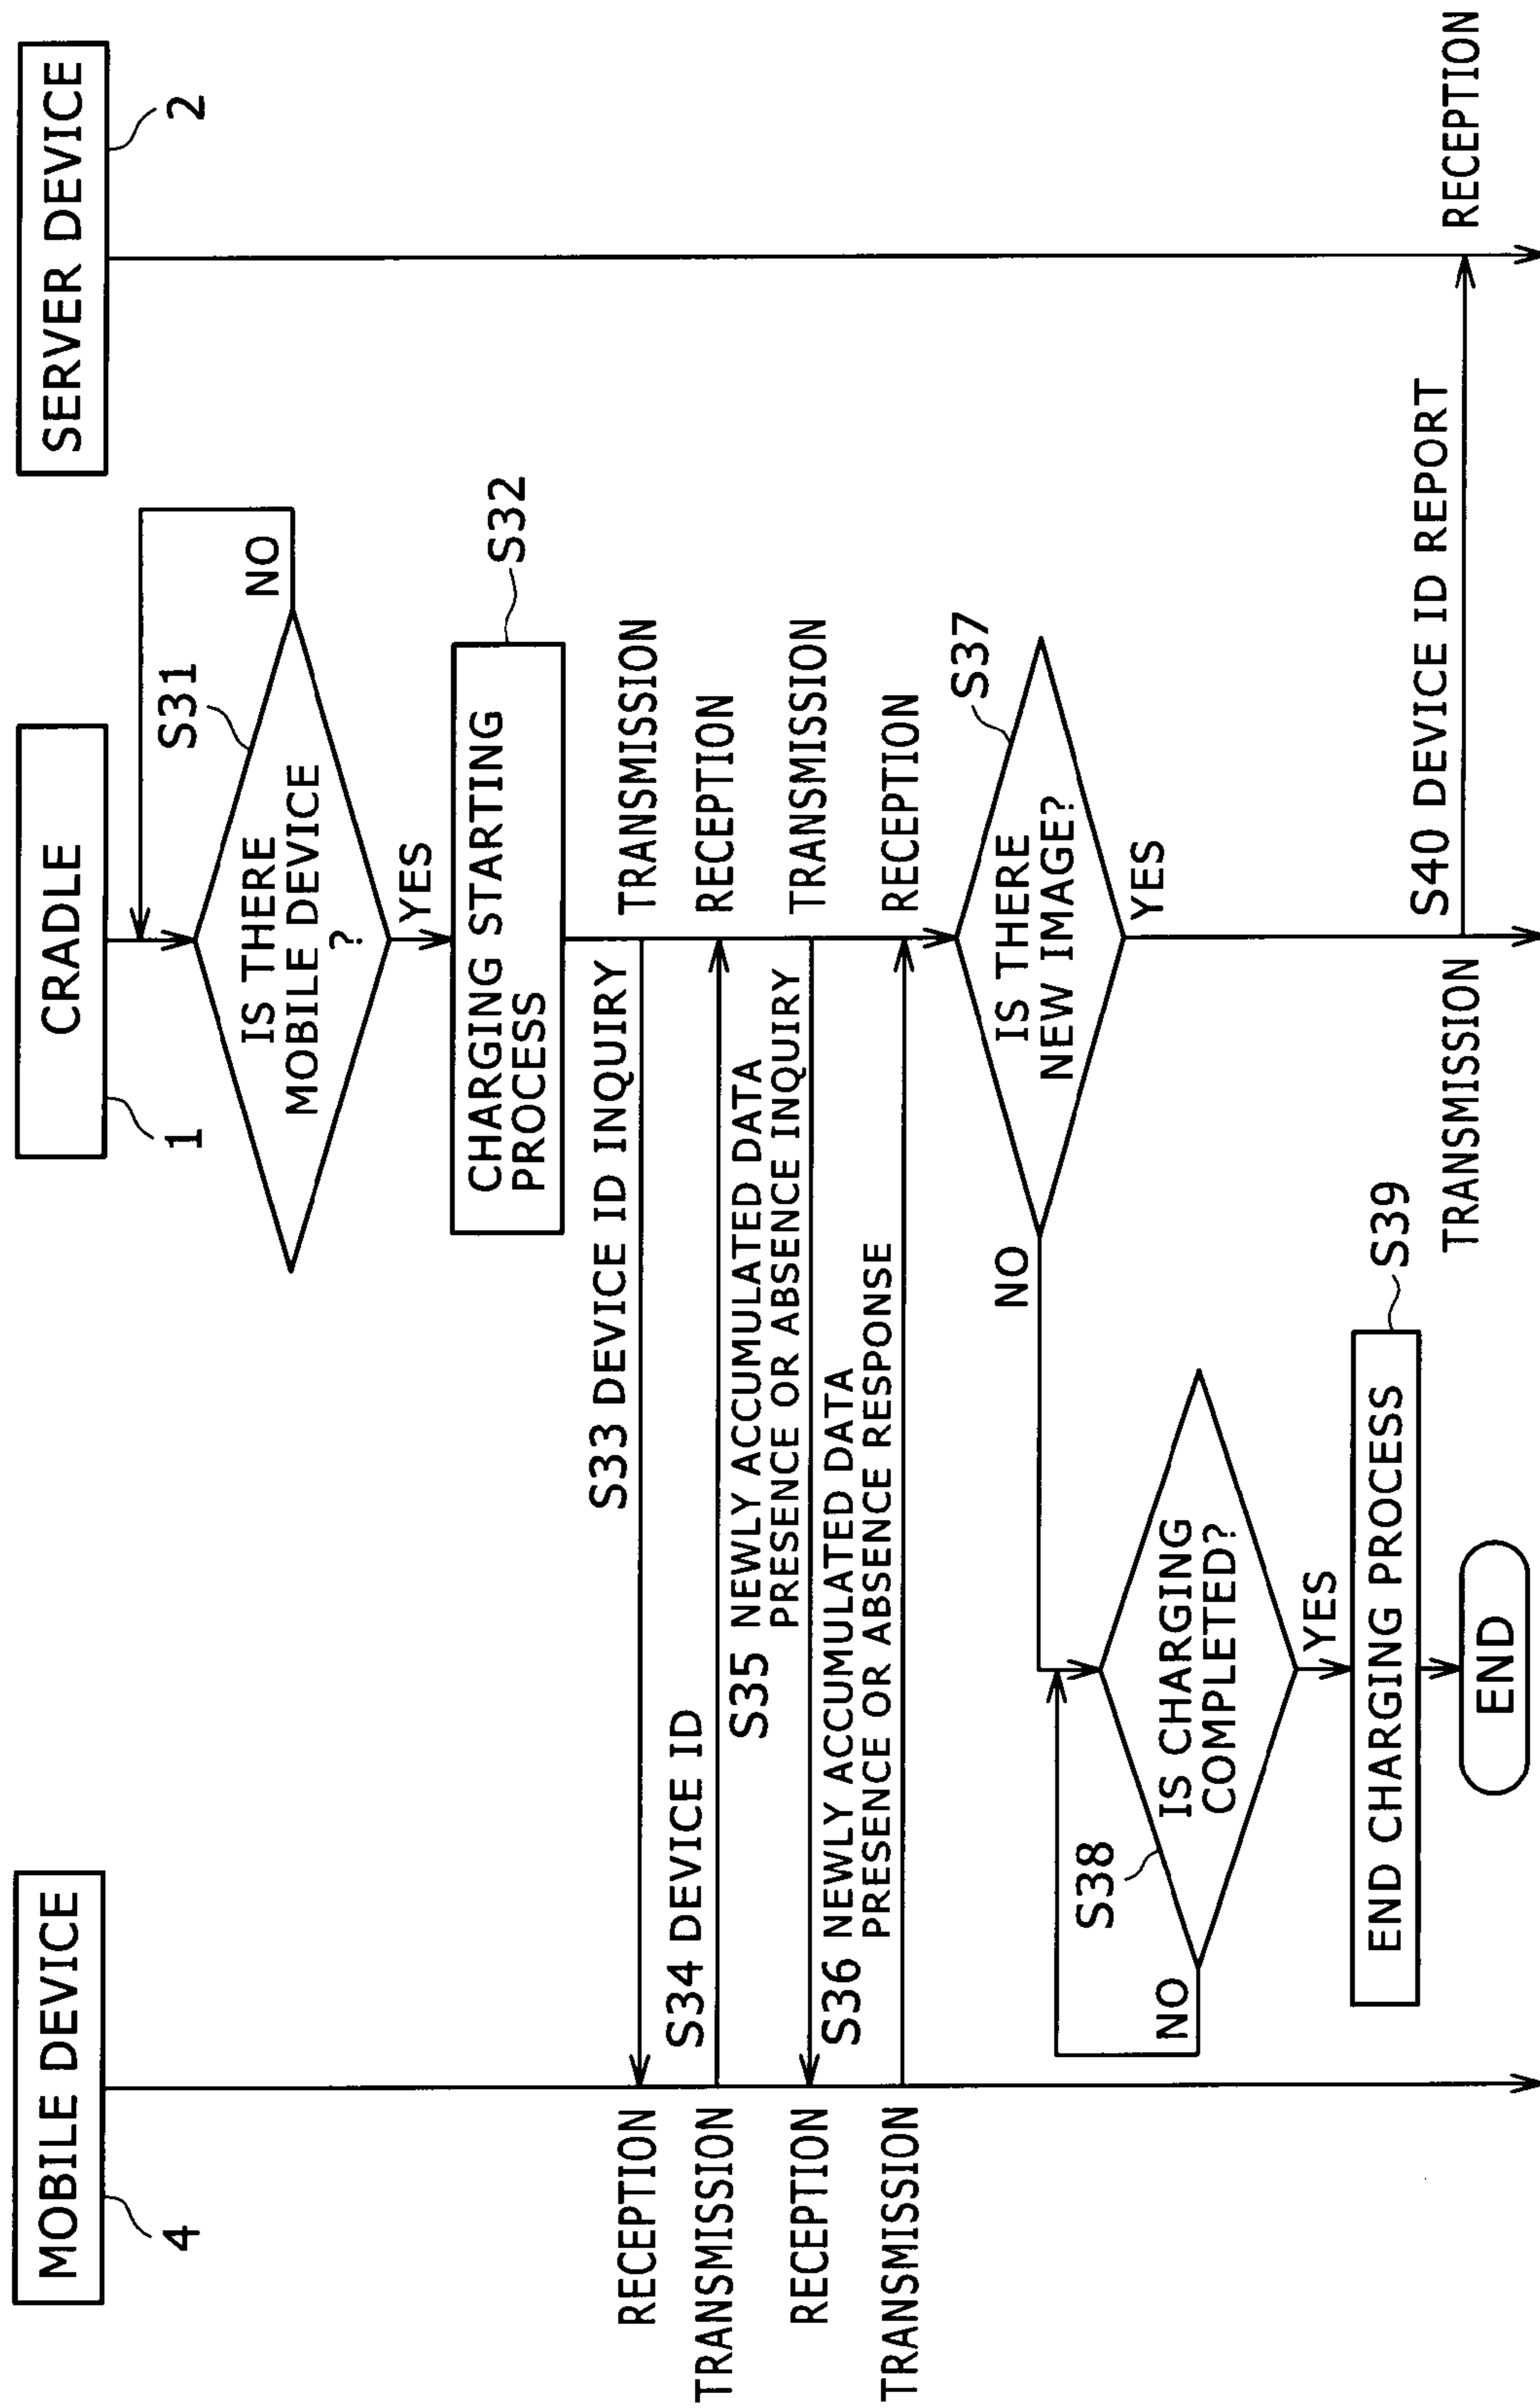 MOBILE DEVICE
4
CRADLE
1
SERVER DEVICE
2
S31
IS THERE
MOBILE DEVICE
?
NO
YES
S32
CHARGING STARTING
PROCESS
RECEPTION
S33 DEVICE ID INQUIRY
TRANSMISSION
TRANSMISSION
S34 DEVICE ID
RECEPTION
RECEPTION
S35 NEWLY ACCUMULATED DATA
PRESENCE OR ABSENCE INQUIRY
TRANSMISSION
TRANSMISSION
S36 NEWLY ACCUMULATED DATA
PRESENCE OR ABSENCE RESPONSE
RECEPTION
S37
IS THERE
NEW IMAGE?
NO
YES
S38
IS CHARGING
COMPLETED?
NO
YES
S39
END CHARGING PROCESS
END
S40 DEVICE ID REPORT
TRANSMISSION
RECEPTION